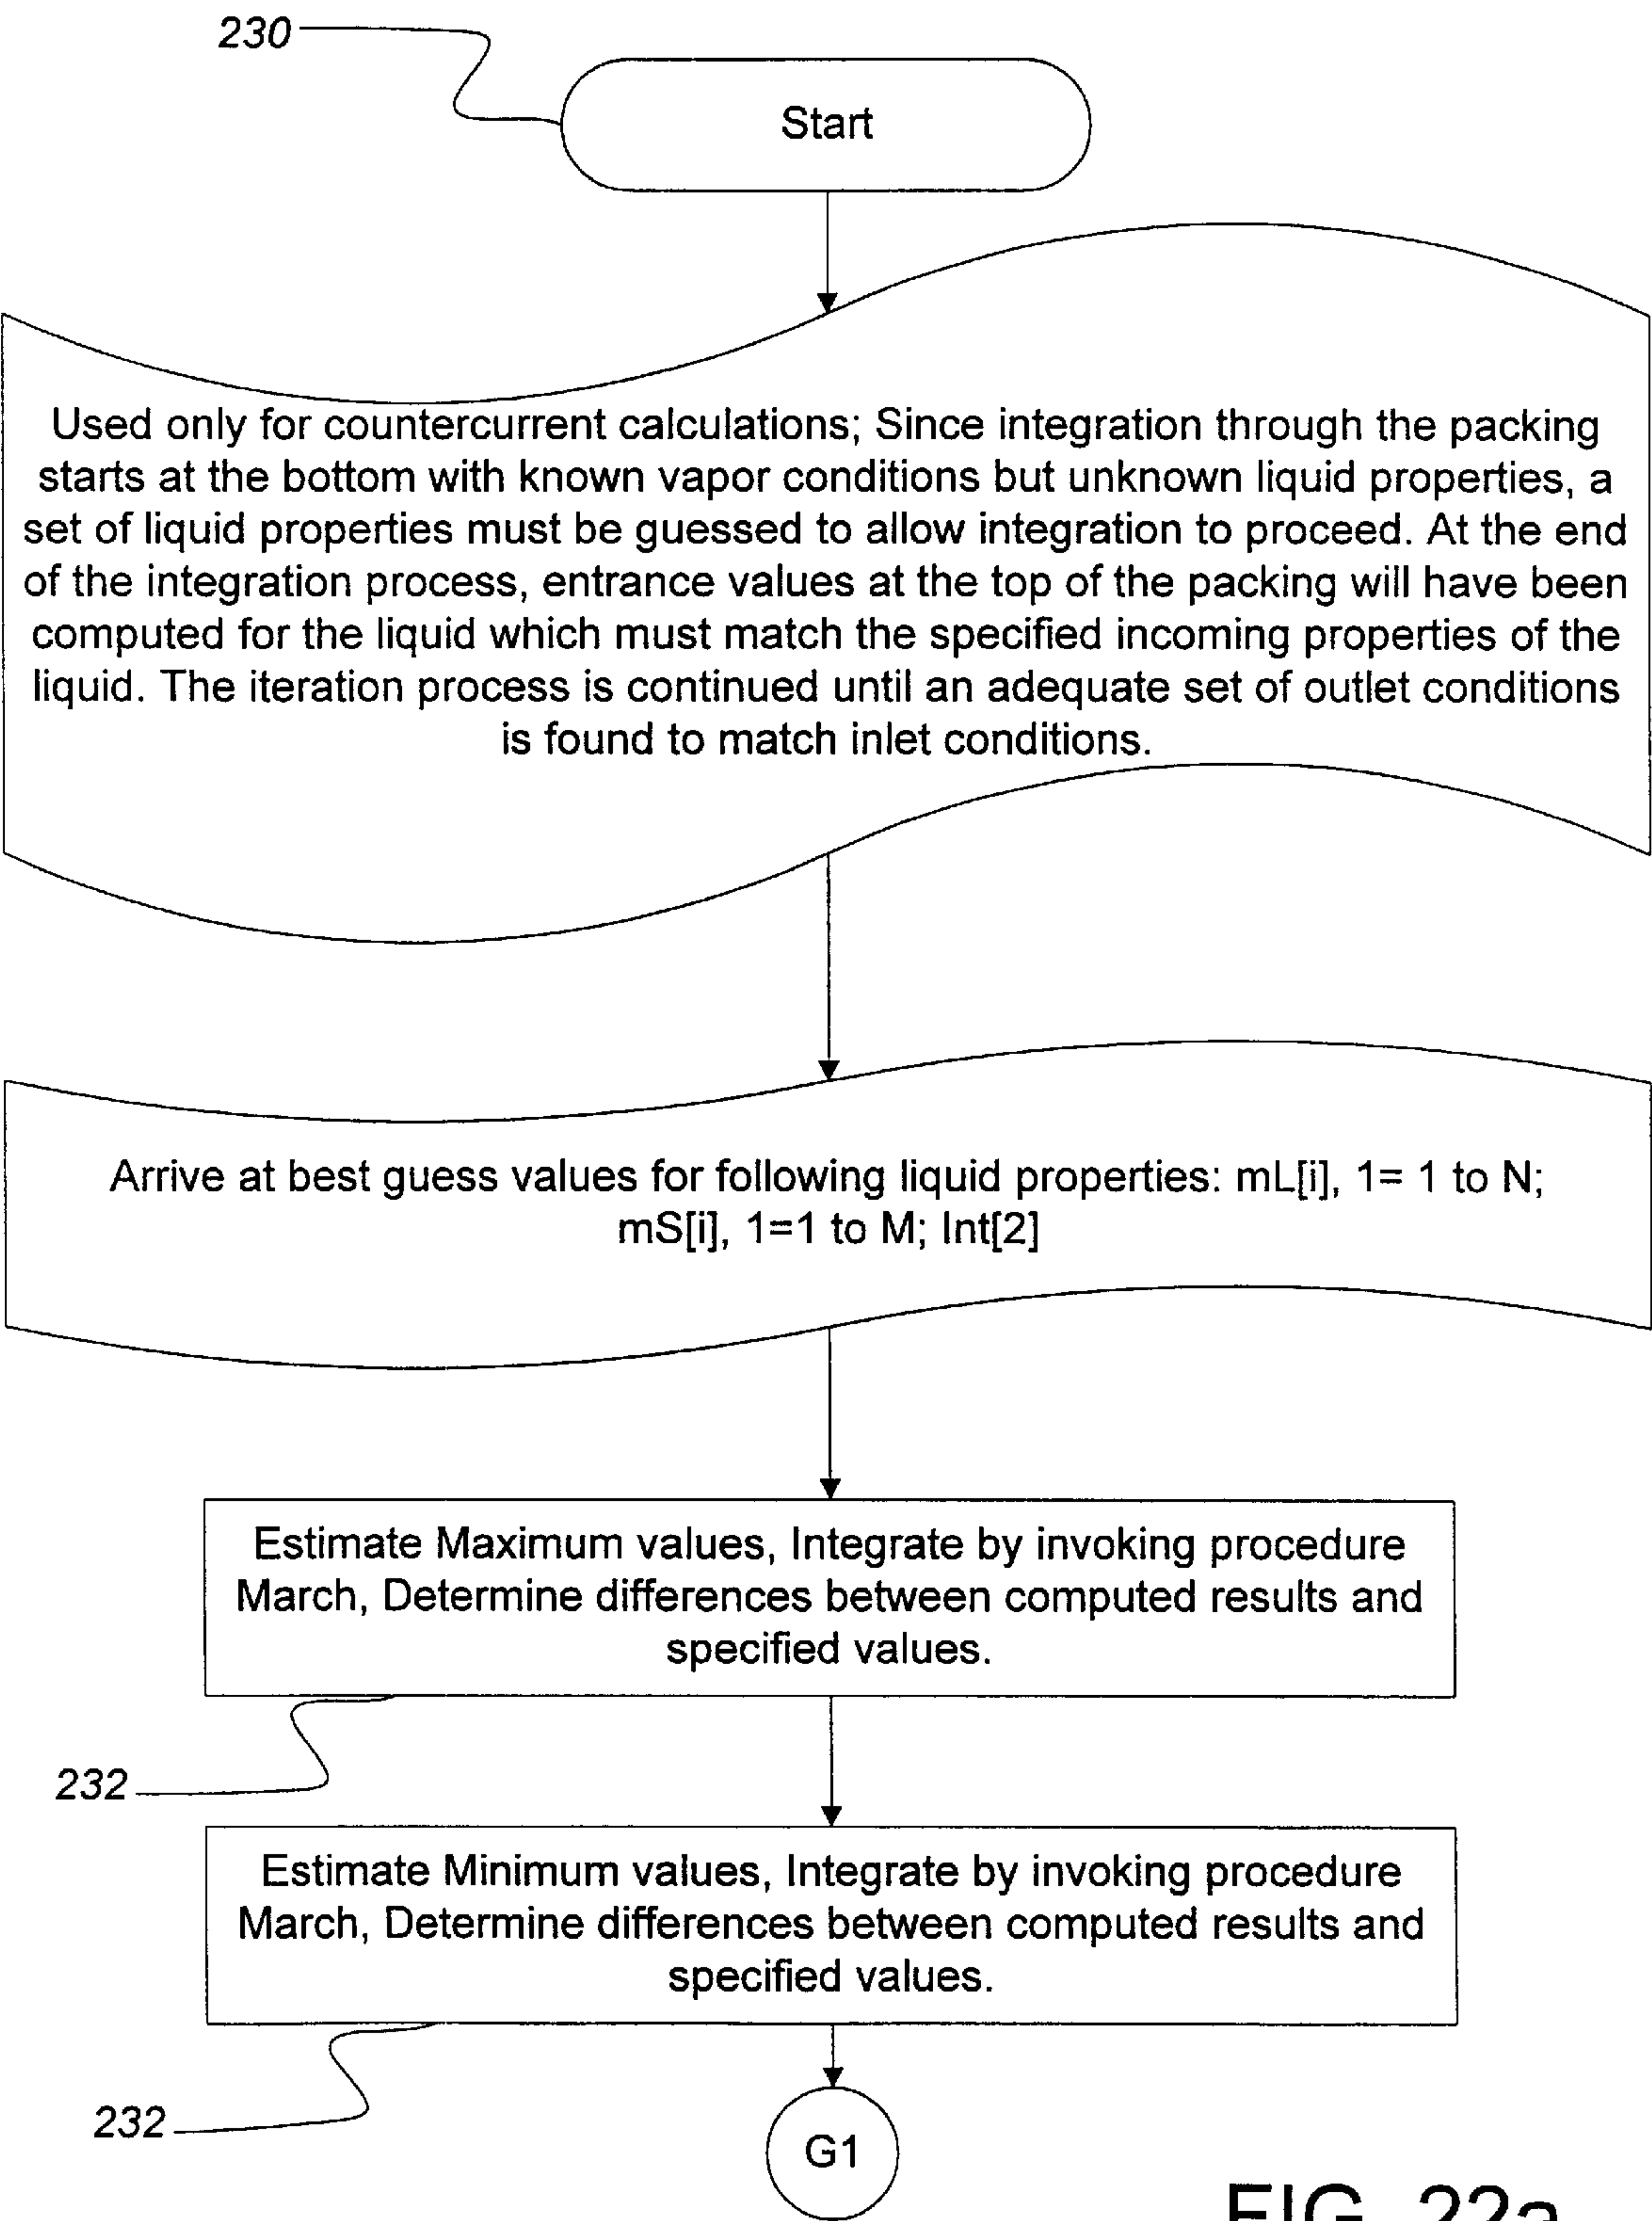 230
Start
Used only for countercurrent calculations; Since integration through the packing
starts at the bottom with known vapor conditions but unknown liquid properties, a
set of liquid properties must be guessed to allow integration to proceed. At the end
of the integration process, entrance values at the top of the packing will have been
computed for the liquid which must match the specified incoming properties of the
liquid. The iteration process is continued until an adequate set of outlet conditions
is found to match inlet conditions.
Arrive at best guess values for following liquid properties: mL[i], 1= 1 to N;
mS[i], 1=1 to M; Int[2]
Estimate Maximum values, Integrate by invoking procedure
March, Determine differences between computed results and
specified values.
232
Estimate Minimum values, Integrate by invoking procedure
March, Determine differences between computed results and
specified values.
232
G1
FIG. 22a